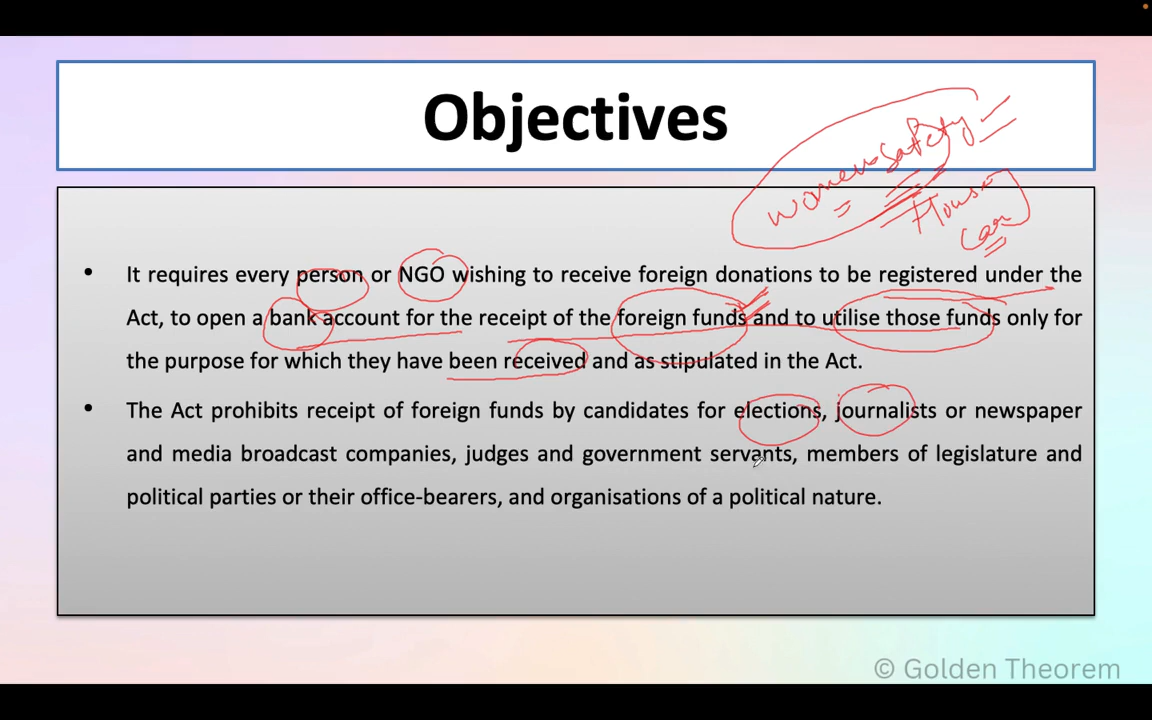 Objectives
women safety
House
Car
It requires every person or NGO wishing to receive foreign donations to be registered under the
Act, to open a bank account for the receipt of the foreign funds and to utilise those funds only for
the purpose for which they have been received and as stipulated in the Act.
The Act prohibits receipt of foreign funds by candidates for elections, journalists or newspaper
and media broadcast companies, judges and government servants, members of legislature and
political parties or their office-bearers, and organisations of a political nature.
© Golden Theorem